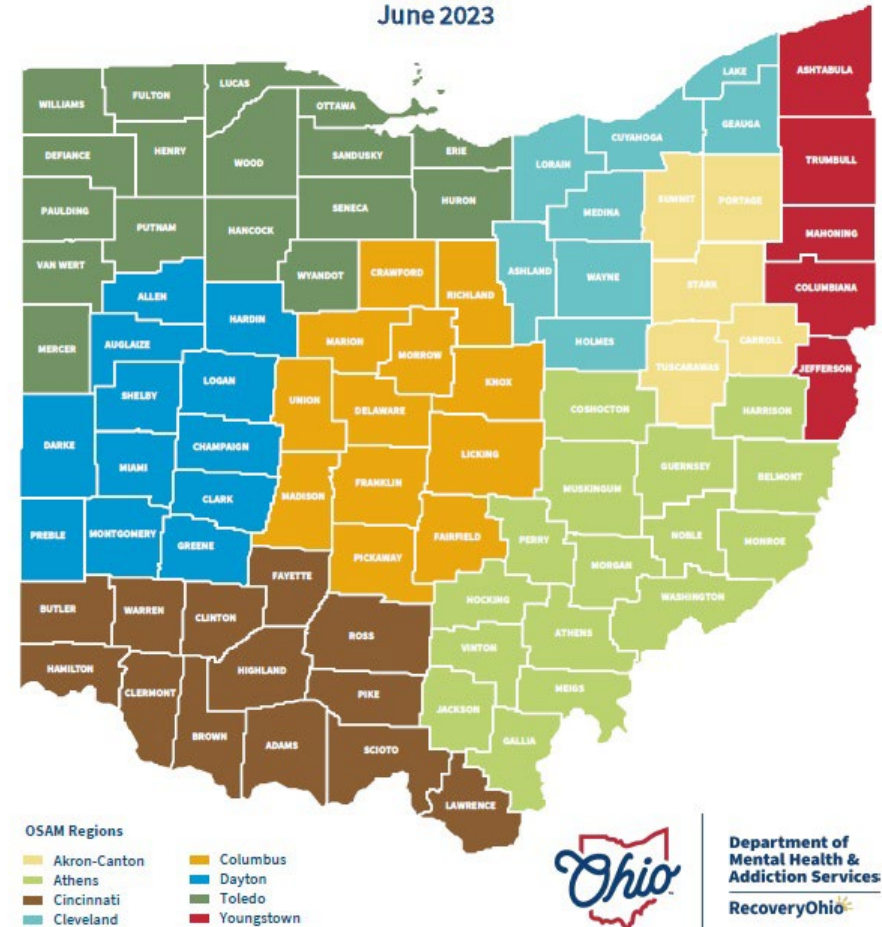 June 2023
ASHTABULA
LAKE
WILLIAMS
FULTON
LUCAS
OTTAWA
CUYAHOGA
GEAUGA
DEFIANCE
HENRY
WOOD
SANDUSKY
ERIE
LORAIN
TRUMBULL
PAULDING
PUTNAM
HANCOCK
SENECA
HURON
MEDINA
SUMMIT
PORTAGE
MAHONING
VAN WERT
WYANDOT
CRAWFORD
RICHLAND
ASHLAND
WAYNE
STARK
COLUMBIANA
ALLEN
HARDIN
MERCER
AUGLAIZE
MARION
MORROW
HOLMES
TUSCARAWAS
CARROLL
JEFFERSON
SHELBY
LOGAN
UNION
DELAWARE
KNOX
COSHOCTON
HARRISON
DARKE
MIAMI
CHAMPAIGN
LICKING
GUERNSEY
BELMONT
CLARK
MADISON
FRANKLIN
MUSKINGUM
PREBLE
MONTGOMERY
GREENE
PICKAWAY
FAIRFIELD
PERRY
MORGAN
NOBLE
MONROE
FAYETTE
HOCKING
WASHINGTON
BUTLER
WARREN
CLINTON
ROSS
VINTON
ATHENS
HAMILTON
CLERMONT
HIGHLAND
PIKE
JACKSON
MEIGS
BROWN
ADAMS
SCIOTO
GALLIA
LAWRENCE
OSAM Regions
Akron-Canton
Athens
Cincinnati
Cleveland
Columbus
Dayton
Toledo
Youngstown
Ohio
Department of
Mental Health &
Addiction Services
RecoveryOhio